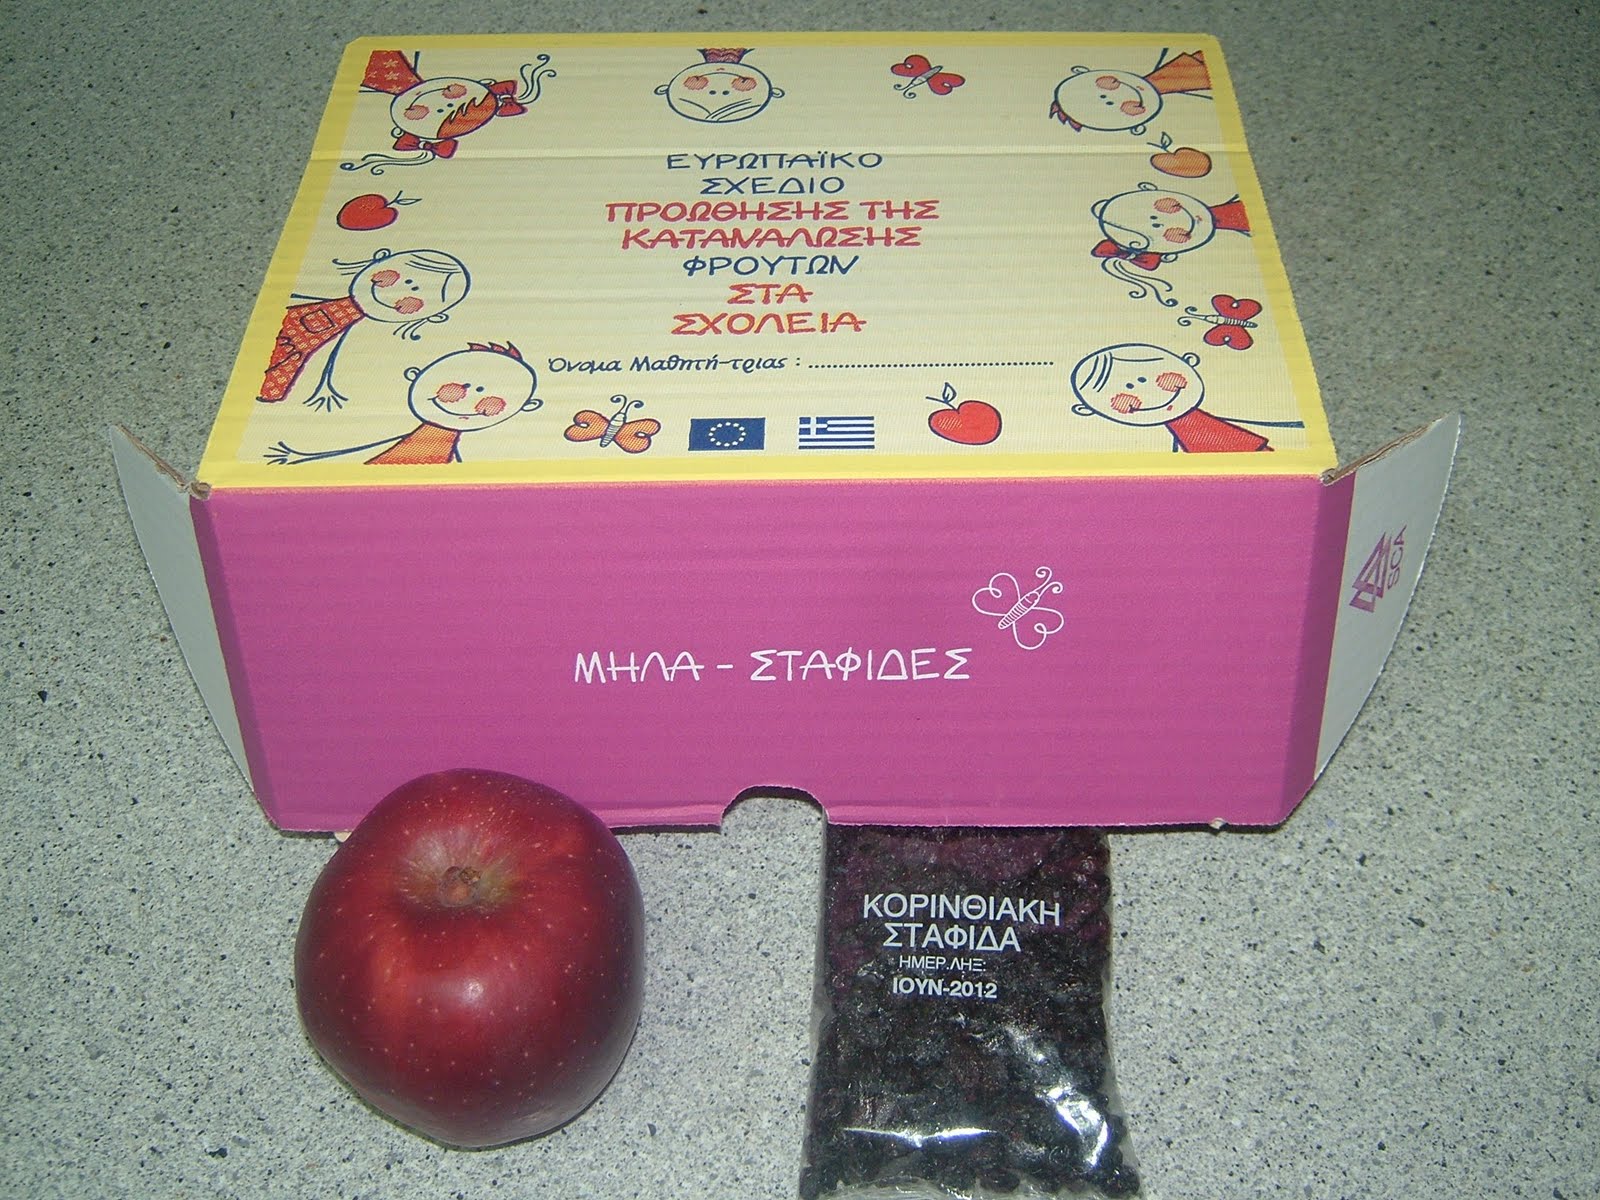 ΕΥΡΩΠΑΪΚΟ
ΣΧΕΔΙΟ
ΠΡΟΩΘΗΣΗΣ ΤΗΣ
ΚΑΤΑΝΑΛΩΣΗΣ
ΦΡΟΥΤΩΝ
ΣΤΑ
ΣΧΟΛΕΙΑ
Όνομα Μαθητή-τριας : ........................................
ΜΗΛΑ - ΣΤΑΦΙΔΕΣ
SCA
ΚΟΡΙΝΘΙΑΚΗ
ΣΤΑΦΙΔΑ
ΗΜΕΡ.ΛΗΞ:
ΙΟΥΝ-2012